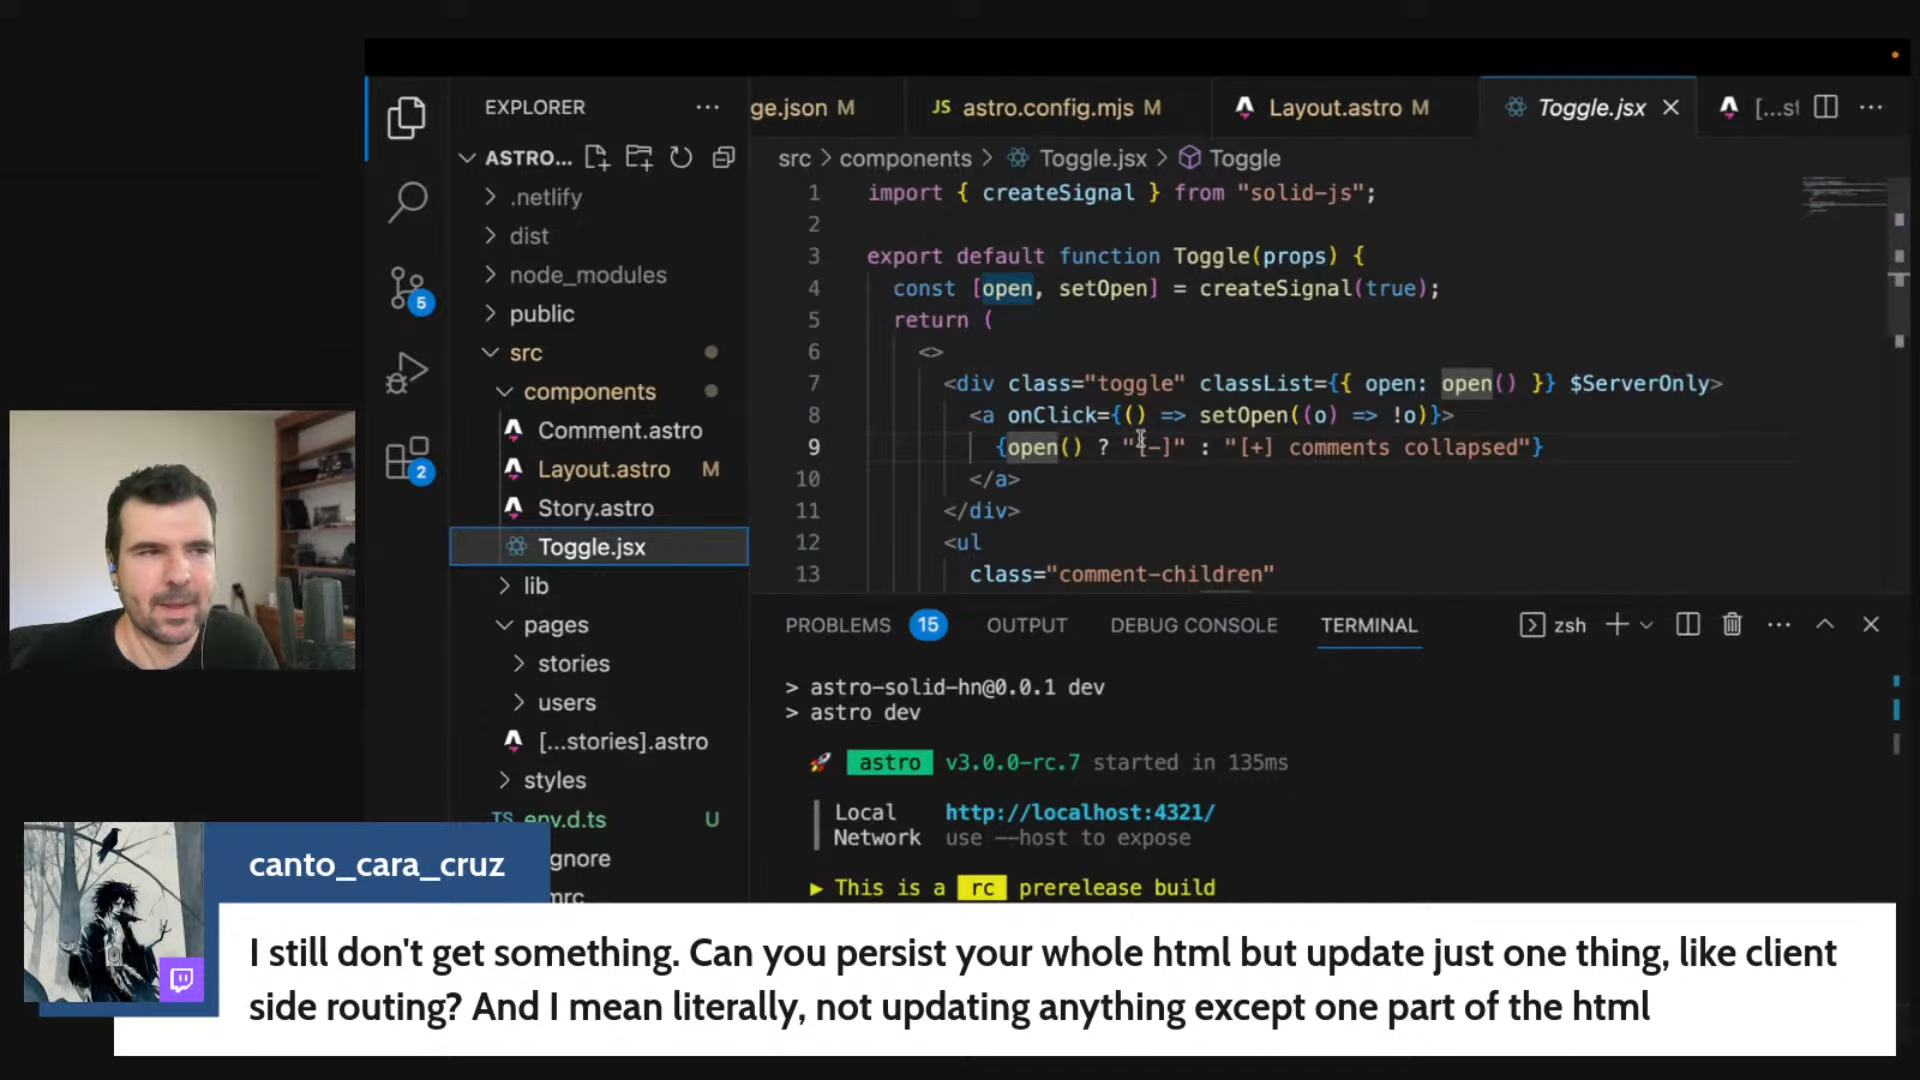 EXPLORER
ASTRO...
.netlify
dist
node_modules
public
src
components
Comment.astro
Layout.astro M
Story.astro
Toggle.jsx
lib
pages
stories
users
[...stories].astro
styles
TS env.d.ts U
gnore
mrc
5
2
ge.json M
JS astro.config.mjs M
Layout.astro M
Toggle.jsx
[...st
src > components > Toggle.jsx > Toggle
1 import { createSignal } from "solid-js";
2
3 export default function Toggle(props) {
4 const [open, setOpen] = createSignal(true);
5 return (
6 <>
7 <div class="toggle" classList={{ open: open() }} $ServerOnly>
8 <a onClick={() => setOpen((o) => !o)}>
9 {open() ? "[-]" : "[+] comments collapsed"}
10 </a>
11 </div>
12 <ul
13 class="comment-children"
PROBLEMS 15 OUTPUT DEBUG CONSOLE TERMINAL zsh
> astro-solid-hn@0.0.1 dev
> astro dev
astro v3.0.0-rc.7 started in 135ms
Local http://localhost:4321/
Network use --host to expose
▶ This is a rc prerelease build
canto_cara_cruz
I still don't get something. Can you persist your whole html but update just one thing, like client
side routing? And I mean literally, not updating anything except one part of the html